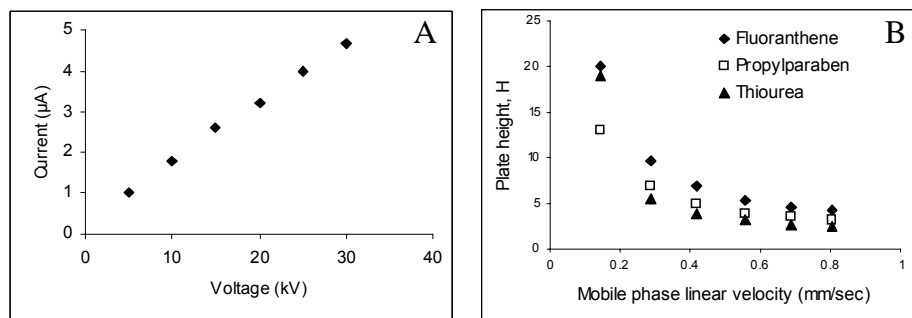 A
5
4
3
2
1
0
Current (µA)
0 10 20 30 40
Voltage (kV)
B
Fluoranthene
Propylparaben
Thiourea
25
20
15
10
5
0
Plate height, H
0 0.2 0.4 0.6 0.8 1
Mobile phase linear velocity (mm/sec)